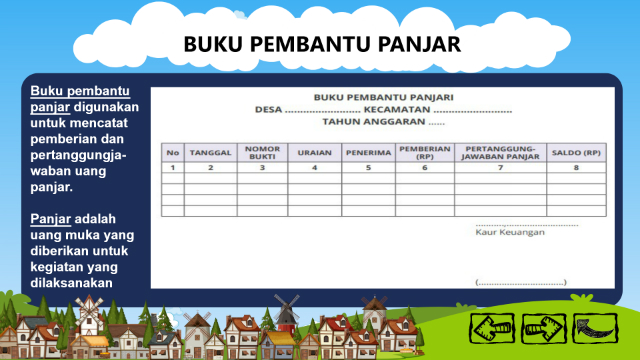 BUKU PEMBANTU PANJAR
Buku pembantu
panjar digunakan
untuk mencatat
pemberian dan
pertanggungja-
waban uang
panjar.
Panjar adalah
uang muka yang
diberikan untuk
kegiatan yang
dilaksanakan
BUKU PEMBANTU PANJARI
DESA ........................ KECAMATAN ........................
TAHUN ANGGARAN ......
No TANGGAL NOMOR BUKTI URAIAN PENERIMA PEMBERIAN (RP) PERTANGGUNG-JAWABAN PANJAR SALDO (RP)
1 2 3 4 5 6 7 8
................................
Kaur Keuangan
(..............................)